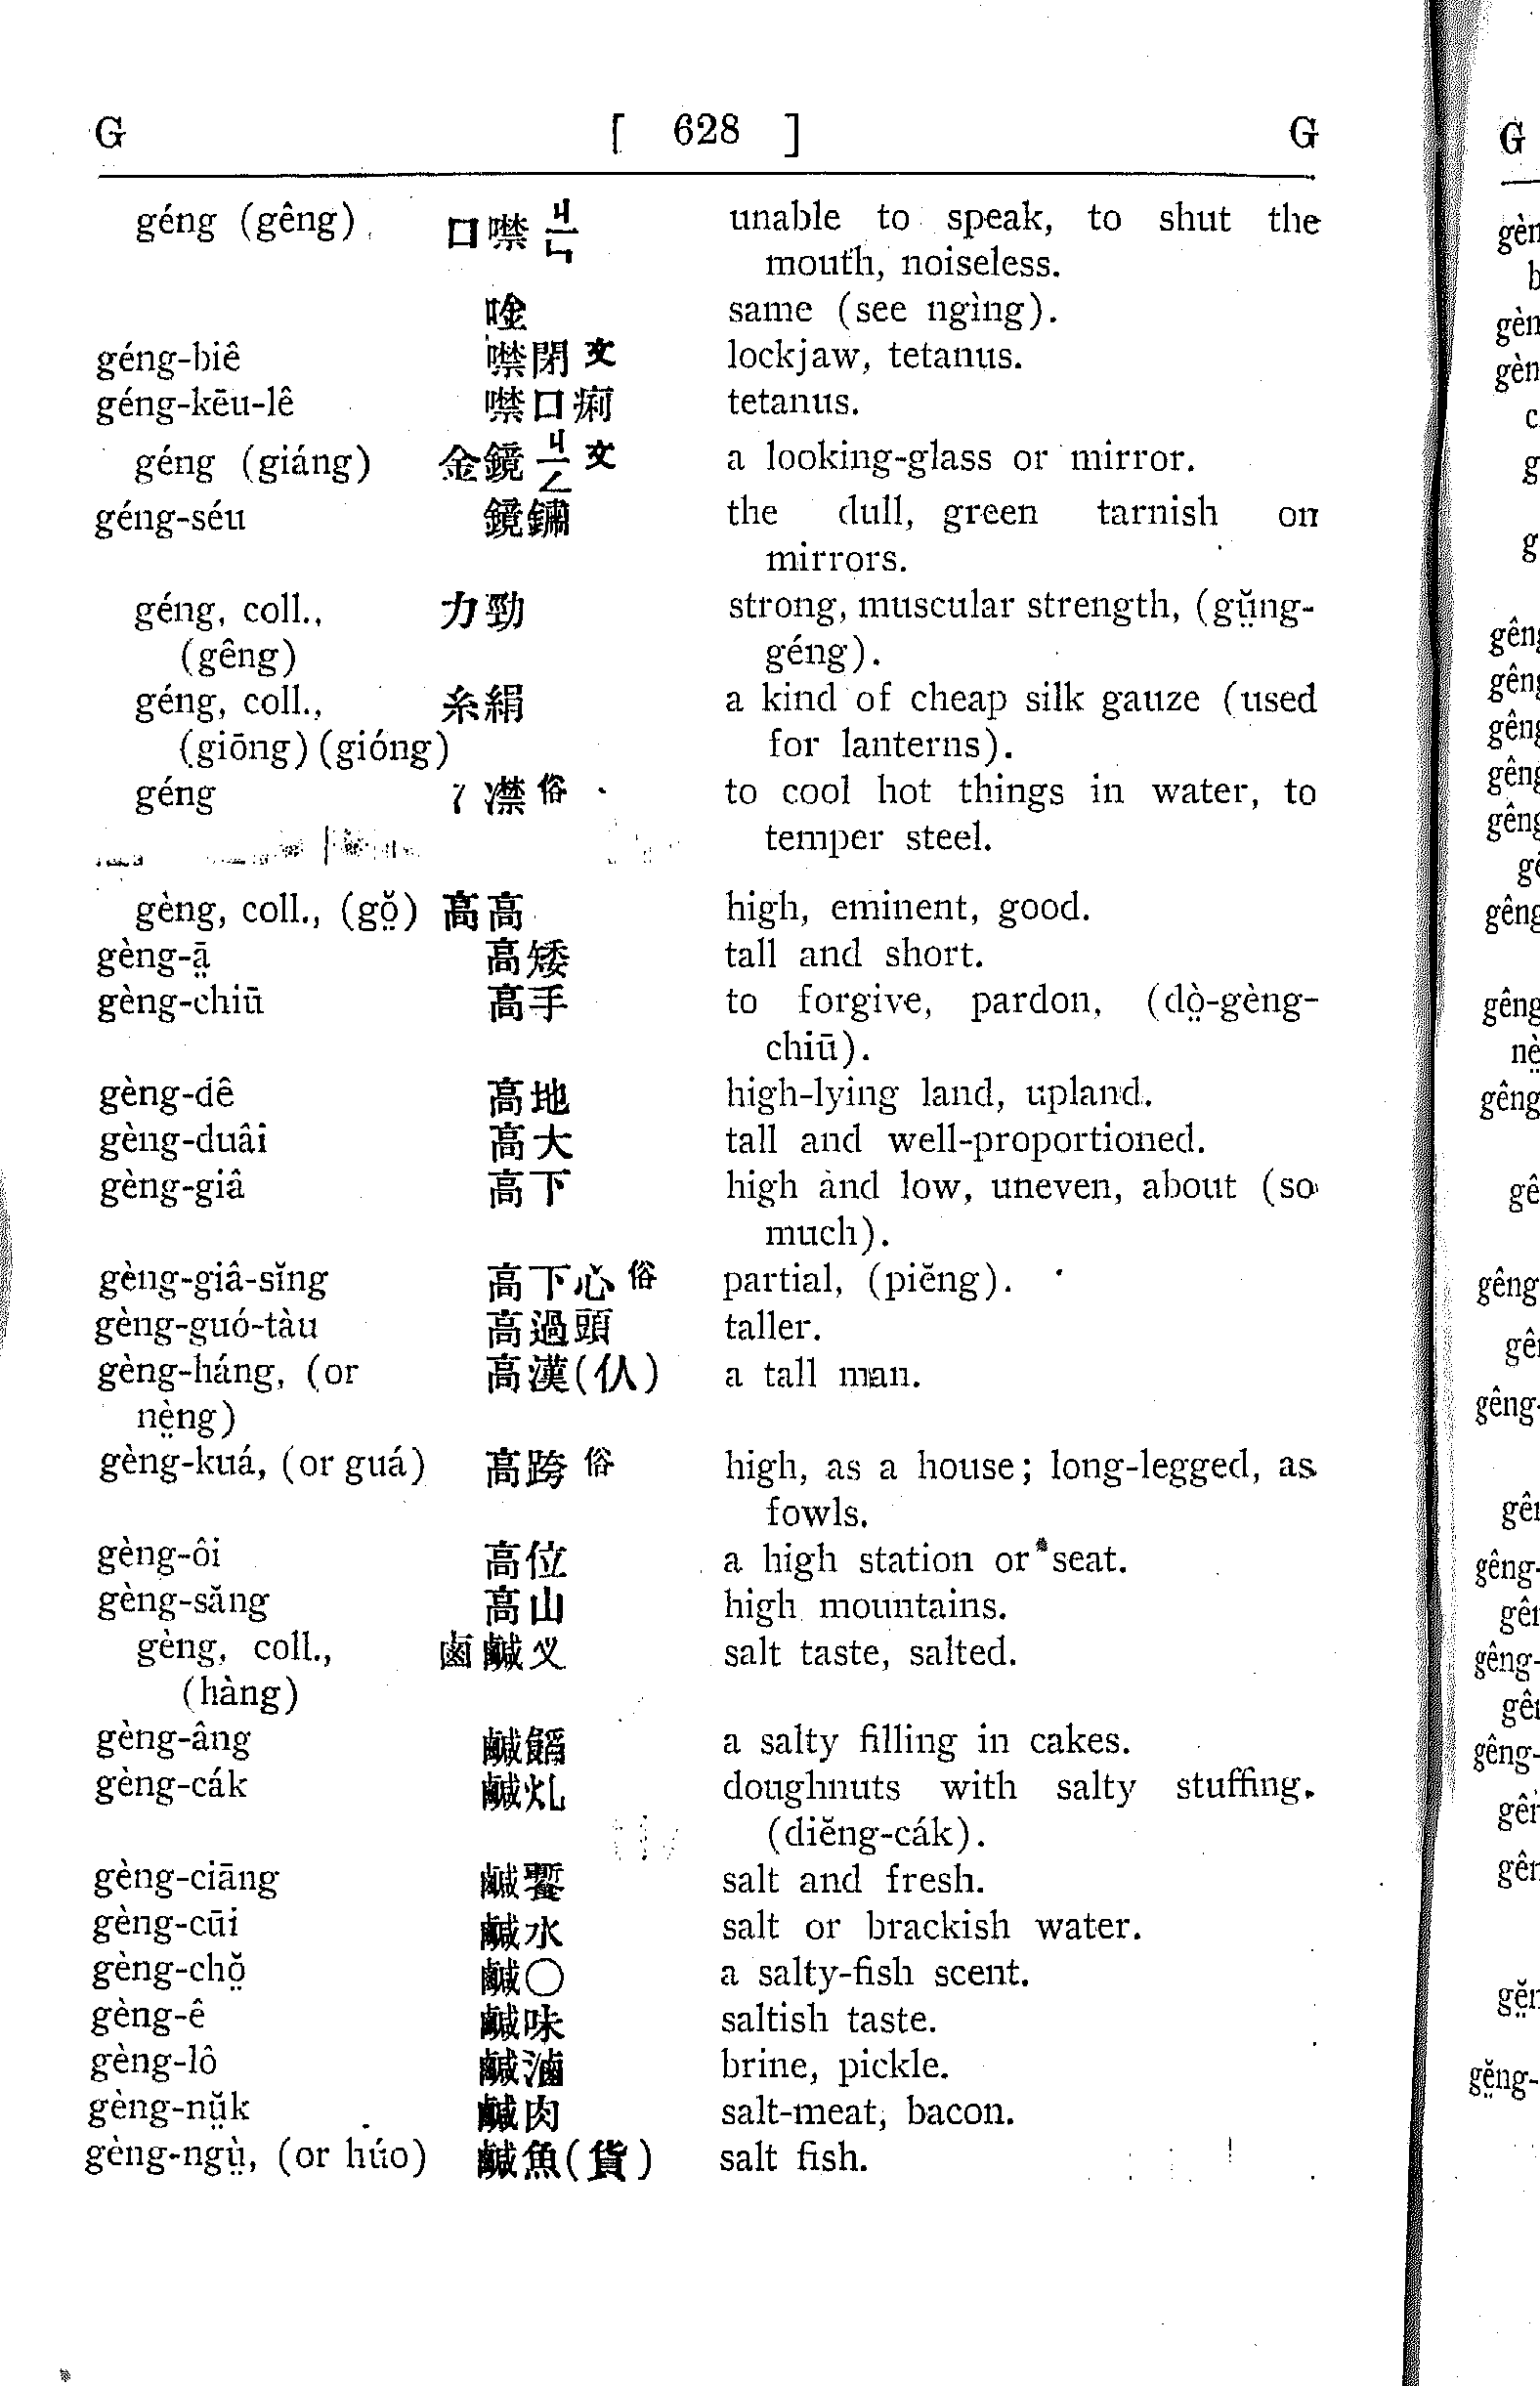 G [ 628 ] G
géng (gêng) 口噤 ㄐㄧㄣ unable to speak, to shut the
mouth, noiseless.
唫 same (see ngìng).
géng-biê 噤閉文 lockjaw, tetanus.
géng-kēu-lê 噤口痢 tetanus.
géng (giáng) 金鏡 ㄐㄧㄥ 文 a looking-glass or mirror.
géng-séu 鏡鏽 the dull, green tarnish on
mirrors.
géng, coll., 力勁 strong, muscular strength, (gṳ̆ng-
(gêng) géng).
géng, coll., 糸絹 a kind of cheap silk gauze (used
(giōng) (gióng) for lanterns).
géng 冫凚俗 to cool hot things in water, to
temper steel.
gèng, coll., (gŏ̤) 高高 high, eminent, good.
gèng-ā̤ 高矮 tall and short.
gèng-chiū 高手 to forgive, pardon, (dò̤-gèng-
chiū).
gèng-dê 高地 high-lying land, upland.
gèng-duâi 高大 tall and well-proportioned.
gèng-giâ 高下 high and low, uneven, about (so
much).
gèng-giâ-sĭng 高下心俗 partial, (piĕng).
gèng-guó-tàu 高過頭 taller.
gèng-háng, (or 高漢(仈) a tall man.
nè̤ng)
gèng-kuá, (or guá) 高跨俗 high, as a house; long-legged, as
fowls.
gèng-ôi 高位 a high station or seat.
gèng-săng 高山 high mountains.
gèng, coll., 鹵鹹 salt taste, salted.
(hàng)
gèng-âng 鹹餡 a salty filling in cakes.
gèng-cák 鹹 doughnuts with salty stuffing,
(diĕng-cák).
gèng-ciāng 鹹饗 salt and fresh.
gèng-cūi 鹹水 salt or brackish water.
gèng-chŏ̤ 鹹〇 a salty-fish scent.
gèng-ê 鹹味 saltish taste.
gèng-lô 鹹滷 brine, pickle.
gèng-nṳ̆k 鹹肉 salt-meat, bacon.
gèng-ngṳ̀, (or húo) 鹹魚(貨) salt fish.